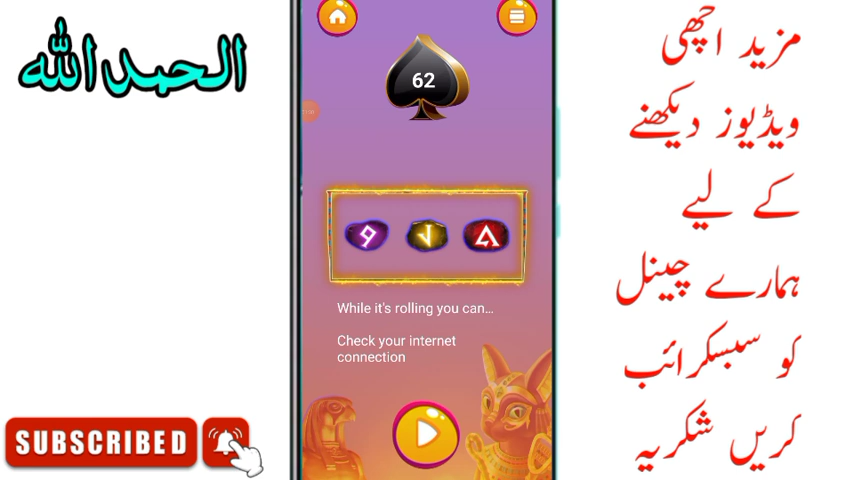 الحمد الله
62
While it's rolling you can...
Check your internet
connection
SUBSCRIBED
مزید اچھی
ویڈیوز دیکھنے
کے لیے
ہمارے چینل
کو سبسکرائب
کریں شکریہ